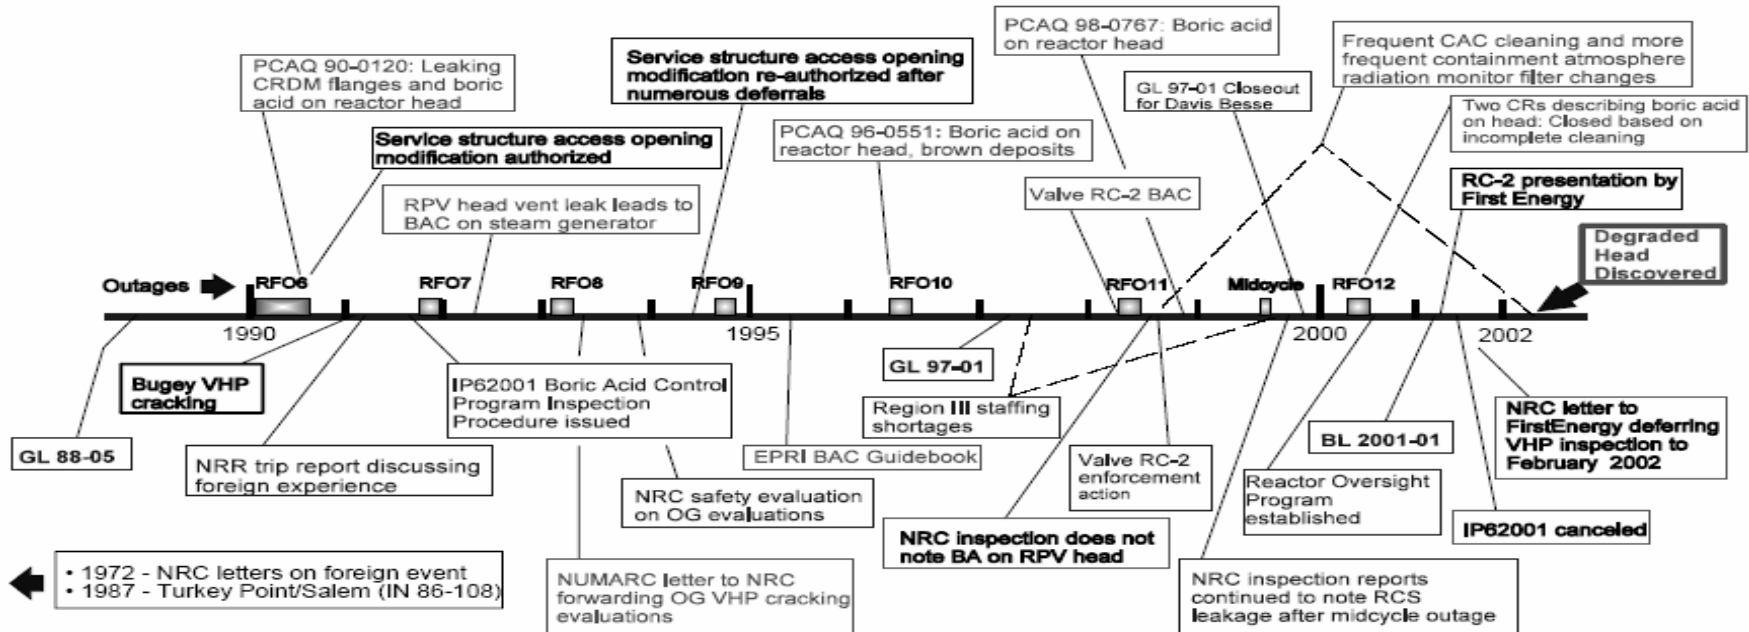 PCAQ 90-0120: Leaking
CRDM flanges and boric
acid on reactor head
Service structure access opening
modification authorized
RPV head vent leak leads to
BAC on steam generator
Service structure access opening
modification re-authorized after
numerous deferrals
PCAQ 96-0551: Boric acid on
reactor head, brown deposits
PCAQ 98-0767: Boric acid
on reactor head
Valve RC-2 BAC
GL 97-01 Closeout
for Davis Besse
Frequent CAC cleaning and more
frequent containment atmosphere
radiation monitor filter changes
Two CRs describing boric acid
on head: Closed based on
incomplete cleaning
RC-2 presentation by
First Energy
Degraded
Head
Discovered
Outages
RFO6
RFO7
RFO8
RFO9
RFO10
RFO11
Midcycle
RFO12
1990
1995
2000
2002
GL 88-05
Bugey VHP
cracking
NRR trip report discussing
foreign experience
IP62001 Boric Acid Control
Program Inspection
Procedure issued
NUMARC letter to NRC
forwarding OG VHP cracking
evaluations
NRC safety evaluation
on OG evaluations
EPRI BAC Guidebook
GL 97-01
Region III staffing
shortages
NRC inspection does not
note BA on RPV head
Valve RC-2
enforcement
action
NRC inspection reports
continued to note RCS
leakage after midcycle outage
Reactor Oversight
Program
established
BL 2001-01
IP62001 canceled
NRC letter to
FirstEnergy deferring
VHP inspection to
February 2002
• 1972 - NRC letters on foreign event
• 1987 - Turkey Point/Salem (IN 86-108)